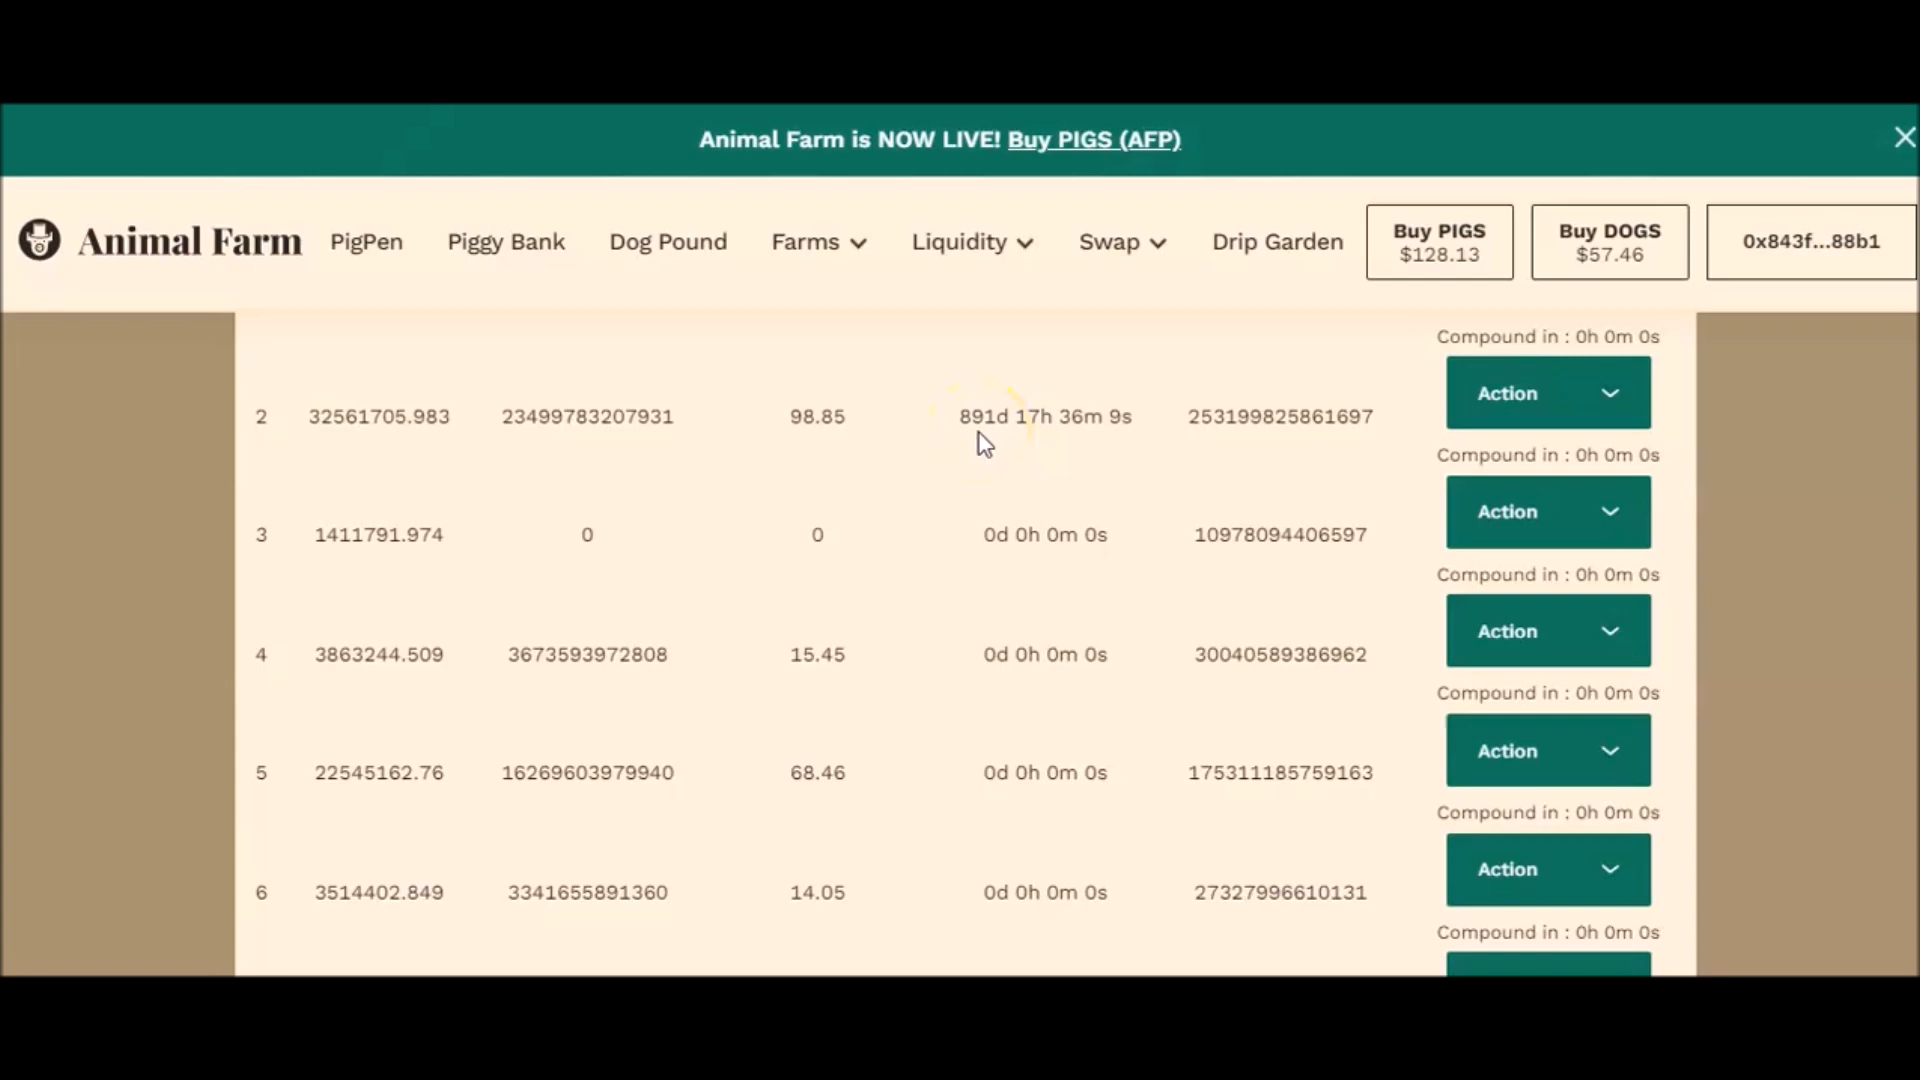 Animal Farm is NOW LIVE! Buy PIGS (AFP)
Animal Farm PigPen Piggy Bank Dog Pound Farms Liquidity Swap Drip Garden Buy PIGS $128.13 Buy DOGS $57.46 0x843f...88b1
Compound in : 0h 0m 0s
2 32561705.983 23499783207931 98.85 891d 17h 36m 9s 253199825861697 Action
Compound in : 0h 0m 0s
3 1411791.974 0 0 0d 0h 0m 0s 10978094406597 Action
Compound in : 0h 0m 0s
4 3863244.509 3673593972808 15.45 0d 0h 0m 0s 30040589386962 Action
Compound in : 0h 0m 0s
5 22545162.76 16269603979940 68.46 0d 0h 0m 0s 175311185759163 Action
Compound in : 0h 0m 0s
6 3514402.849 3341655891360 14.05 0d 0h 0m 0s 27327996610131 Action
Compound in : 0h 0m 0s